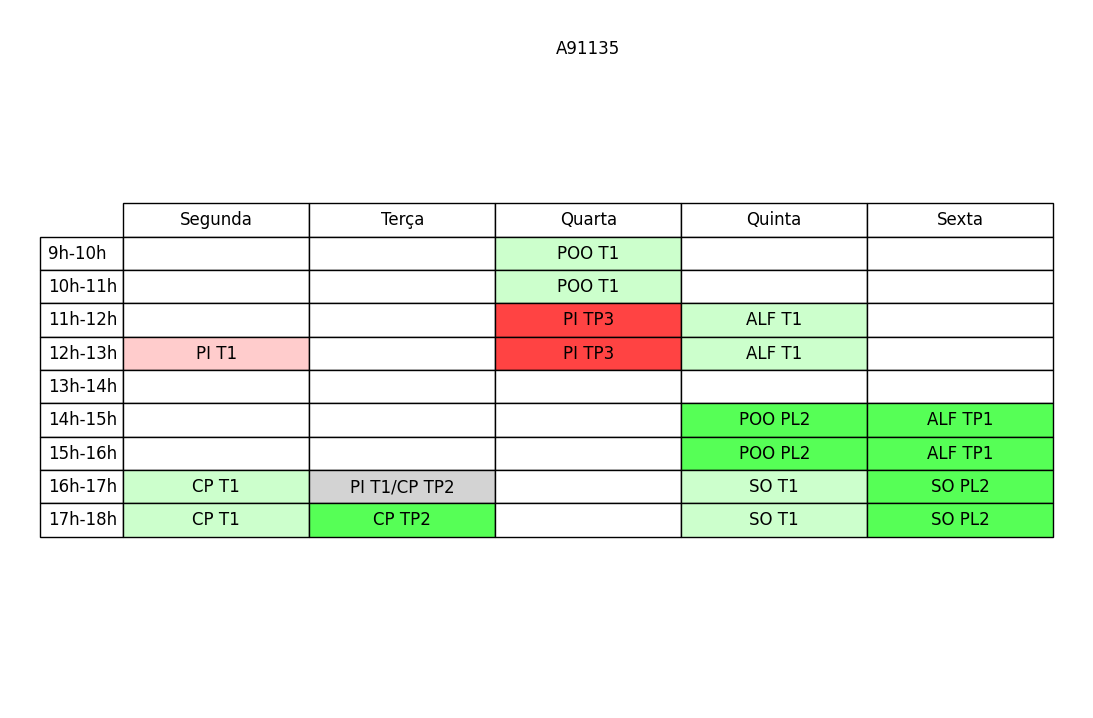 A91135
Segunda Terça Quarta Quinta Sexta
9h-10h POO T1
10h-11h POO T1
11h-12h PI TP3 ALF T1
12h-13h PI T1 PI TP3 ALF T1
13h-14h
14h-15h POO PL2 ALF TP1
15h-16h POO PL2 ALF TP1
16h-17h CP T1 PI T1/CP TP2 SO T1 SO PL2
17h-18h CP T1 CP TP2 SO T1 SO PL2